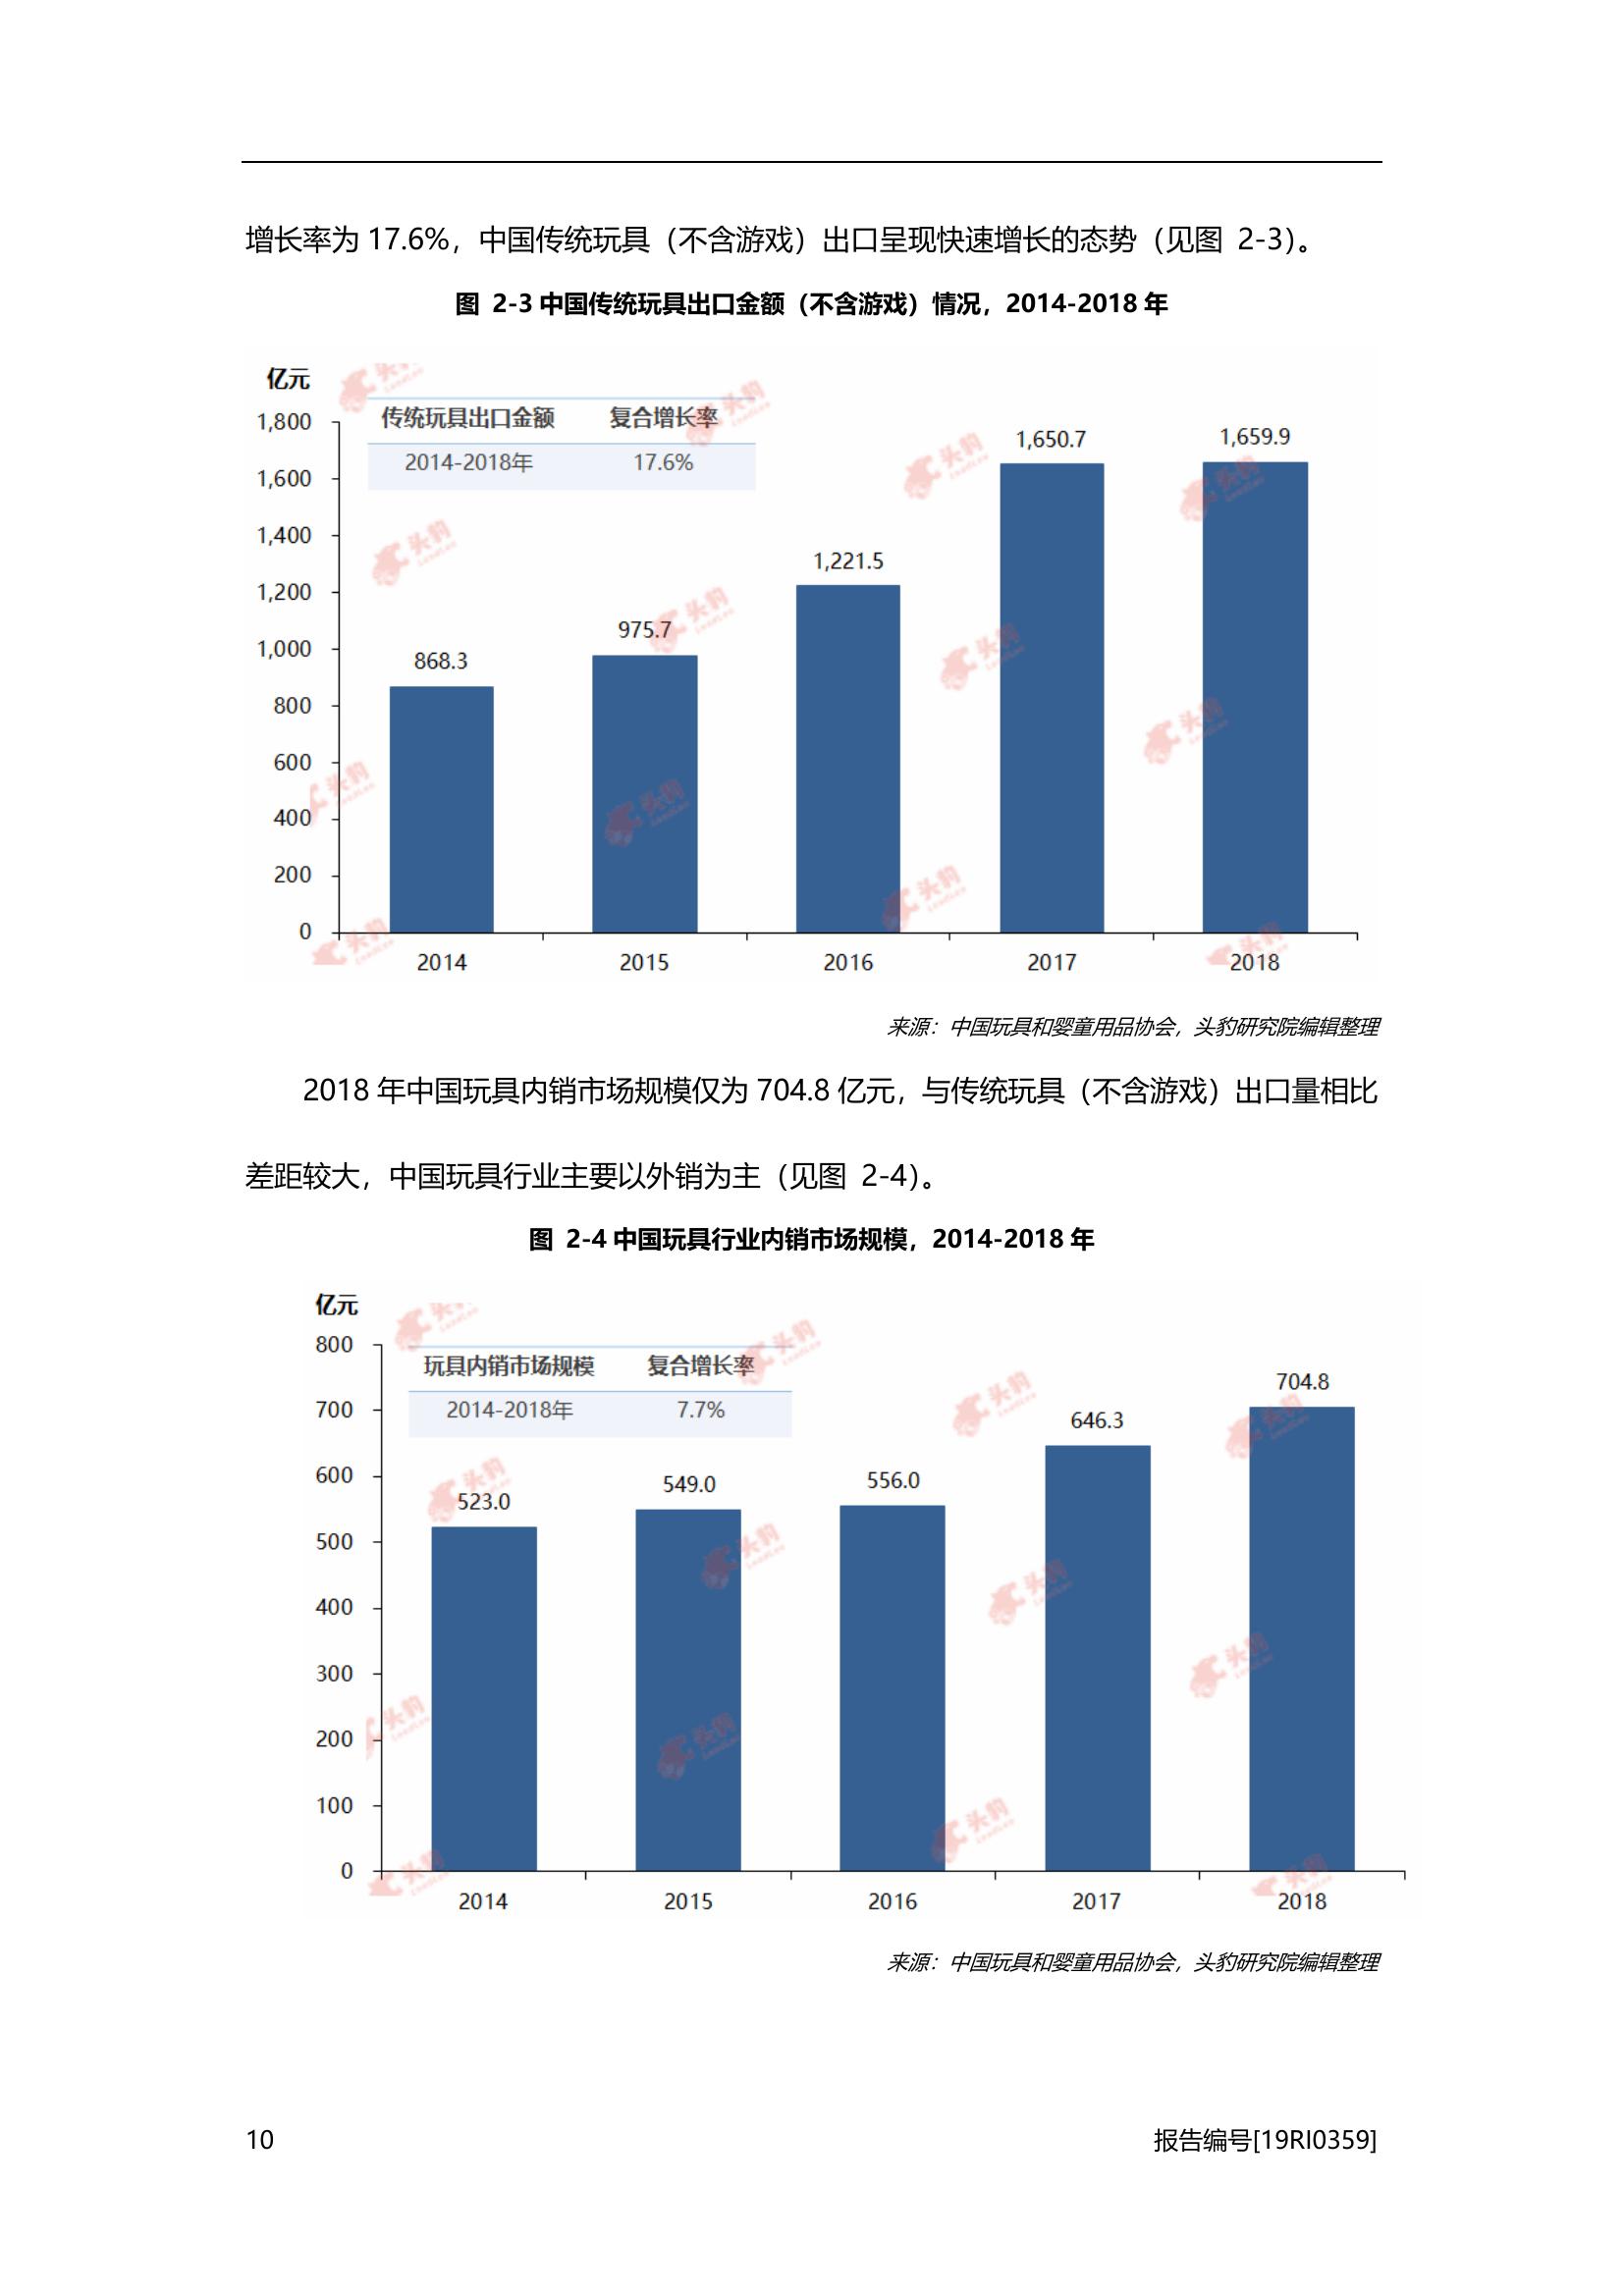 增长率为 17.6%，中国传统玩具（不含游戏）出口呈现快速增长的态势（见图 2-3）。
图 2-3 中国传统玩具出口金额（不含游戏）情况，2014-2018 年
亿元
传统玩具出口金额 复合增长率
2014-2018年 17.6%
1,800
1,600
1,400
1,200
1,000
800
600
400
200
0
868.3
975.7
1,221.5
1,650.7
1,659.9
2014 2015 2016 2017 2018
来源：中国玩具和婴童用品协会，头豹研究院编辑整理
2018 年中国玩具内销市场规模仅为 704.8 亿元，与传统玩具（不含游戏）出口量相比
差距较大，中国玩具行业主要以外销为主（见图 2-4）。
图 2-4 中国玩具行业内销市场规模，2014-2018 年
亿元
玩具内销市场规模 复合增长率
2014-2018年 7.7%
800
700
600
500
400
300
200
100
0
523.0
549.0
556.0
646.3
704.8
2014 2015 2016 2017 2018
来源：中国玩具和婴童用品协会，头豹研究院编辑整理
10 报告编号[19RI0359]